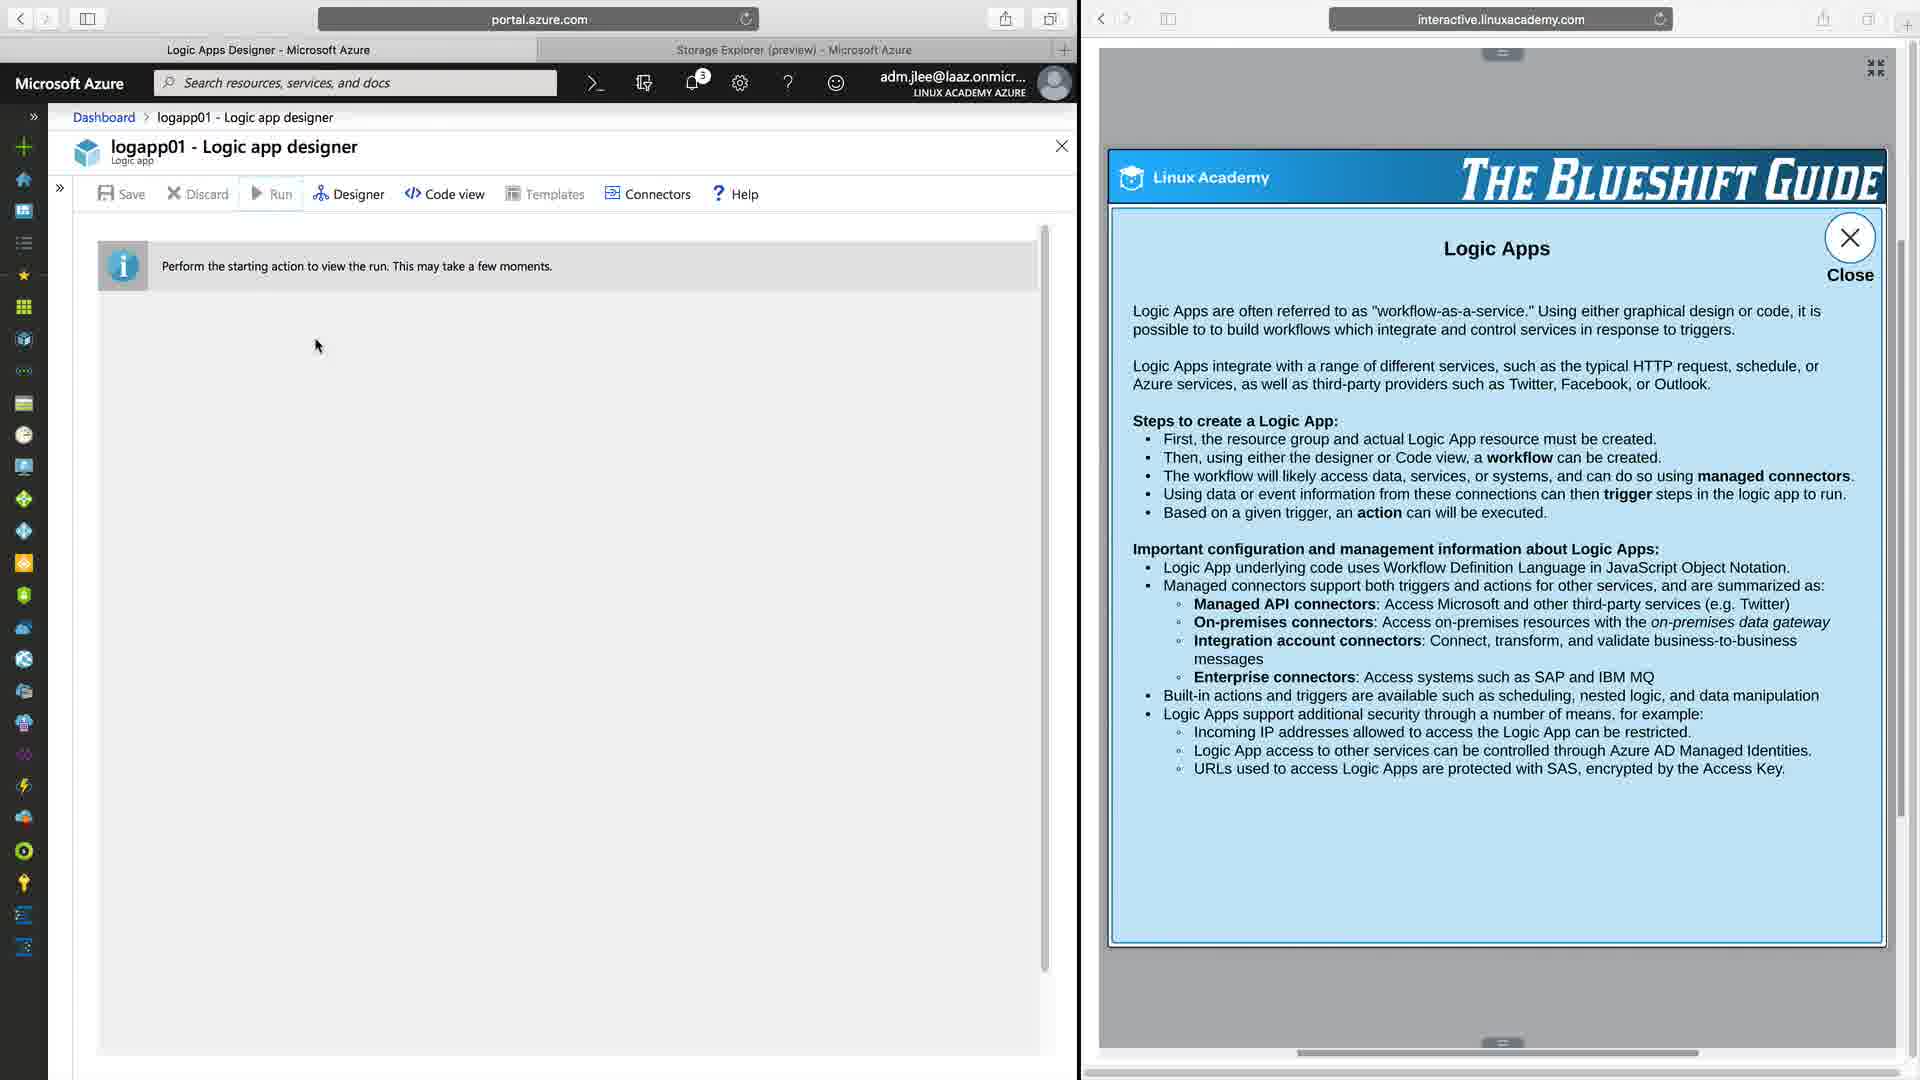 portal.azure.com
Logic Apps Designer - Microsoft Azure
Storage Explorer (preview) - Microsoft Azure
Microsoft Azure
Search resources, services, and docs
3
adm.jlee@laaz.onmicr...
LINUX ACADEMY AZURE
Dashboard > logapp01 - Logic app designer
logapp01 - Logic app designer
Logic app
Save Discard Run Designer Code view Templates Connectors Help
Perform the starting action to view the run. This may take a few moments.
interactive.linuxacademy.com
Linux Academy
THE BLUESHIFT GUIDE
Logic Apps
Close
Logic Apps are often referred to as "workflow-as-a-service." Using either graphical design or code, it is
possible to to build workflows which integrate and control services in response to triggers.
Logic Apps integrate with a range of different services, such as the typical HTTP request, schedule, or
Azure services, as well as third-party providers such as Twitter, Facebook, or Outlook.
Steps to create a Logic App:
• First, the resource group and actual Logic App resource must be created.
• Then, using either the designer or Code view, a workflow can be created.
• The workflow will likely access data, services, or systems, and can do so using managed connectors.
• Using data or event information from these connections can then trigger steps in the logic app to run.
• Based on a given trigger, an action can will be executed.
Important configuration and management information about Logic Apps:
• Logic App underlying code uses Workflow Definition Language in JavaScript Object Notation.
• Managed connectors support both triggers and actions for other services, and are summarized as:
◦ Managed API connectors: Access Microsoft and other third-party services (e.g. Twitter)
◦ On-premises connectors: Access on-premises resources with the on-premises data gateway
◦ Integration account connectors: Connect, transform, and validate business-to-business
messages
◦ Enterprise connectors: Access systems such as SAP and IBM MQ
• Built-in actions and triggers are available such as scheduling, nested logic, and data manipulation
• Logic Apps support additional security through a number of means, for example:
◦ Incoming IP addresses allowed to access the Logic App can be restricted.
◦ Logic App access to other services can be controlled through Azure AD Managed Identities.
◦ URLs used to access Logic Apps are protected with SAS, encrypted by the Access Key.